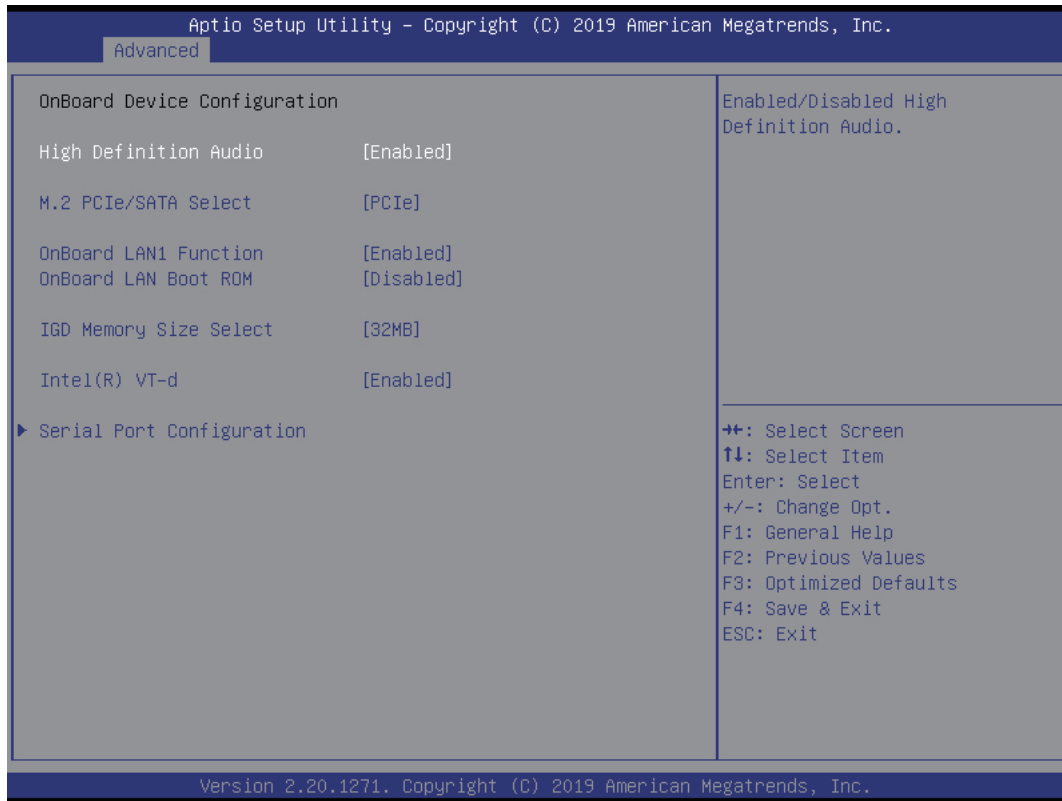 Aptio Setup Utility – Copyright (C) 2019 American Megatrends, Inc.
Advanced
OnBoard Device Configuration
High Definition Audio [Enabled]
M.2 PCIe/SATA Select [PCIe]
OnBoard LAN1 Function [Enabled]
OnBoard LAN Boot ROM [Disabled]
IGD Memory Size Select [32MB]
Intel(R) VT-d [Enabled]
▶ Serial Port Configuration
Enabled/Disabled High
Definition Audio.
→←: Select Screen
↑↓: Select Item
Enter: Select
+/-: Change Opt.
F1: General Help
F2: Previous Values
F3: Optimized Defaults
F4: Save & Exit
ESC: Exit
Version 2.20.1271. Copyright (C) 2019 American Megatrends, Inc.